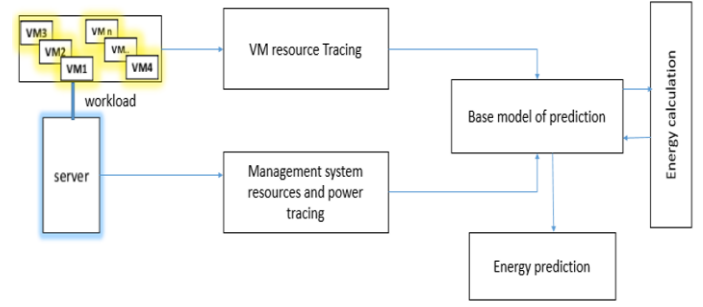 VM3
VM2
VM1
VM n
VM..
VM4
workload
server
VM resource Tracing
Management system
resources and power
tracing
Base model of prediction
Energy calculation
Energy prediction